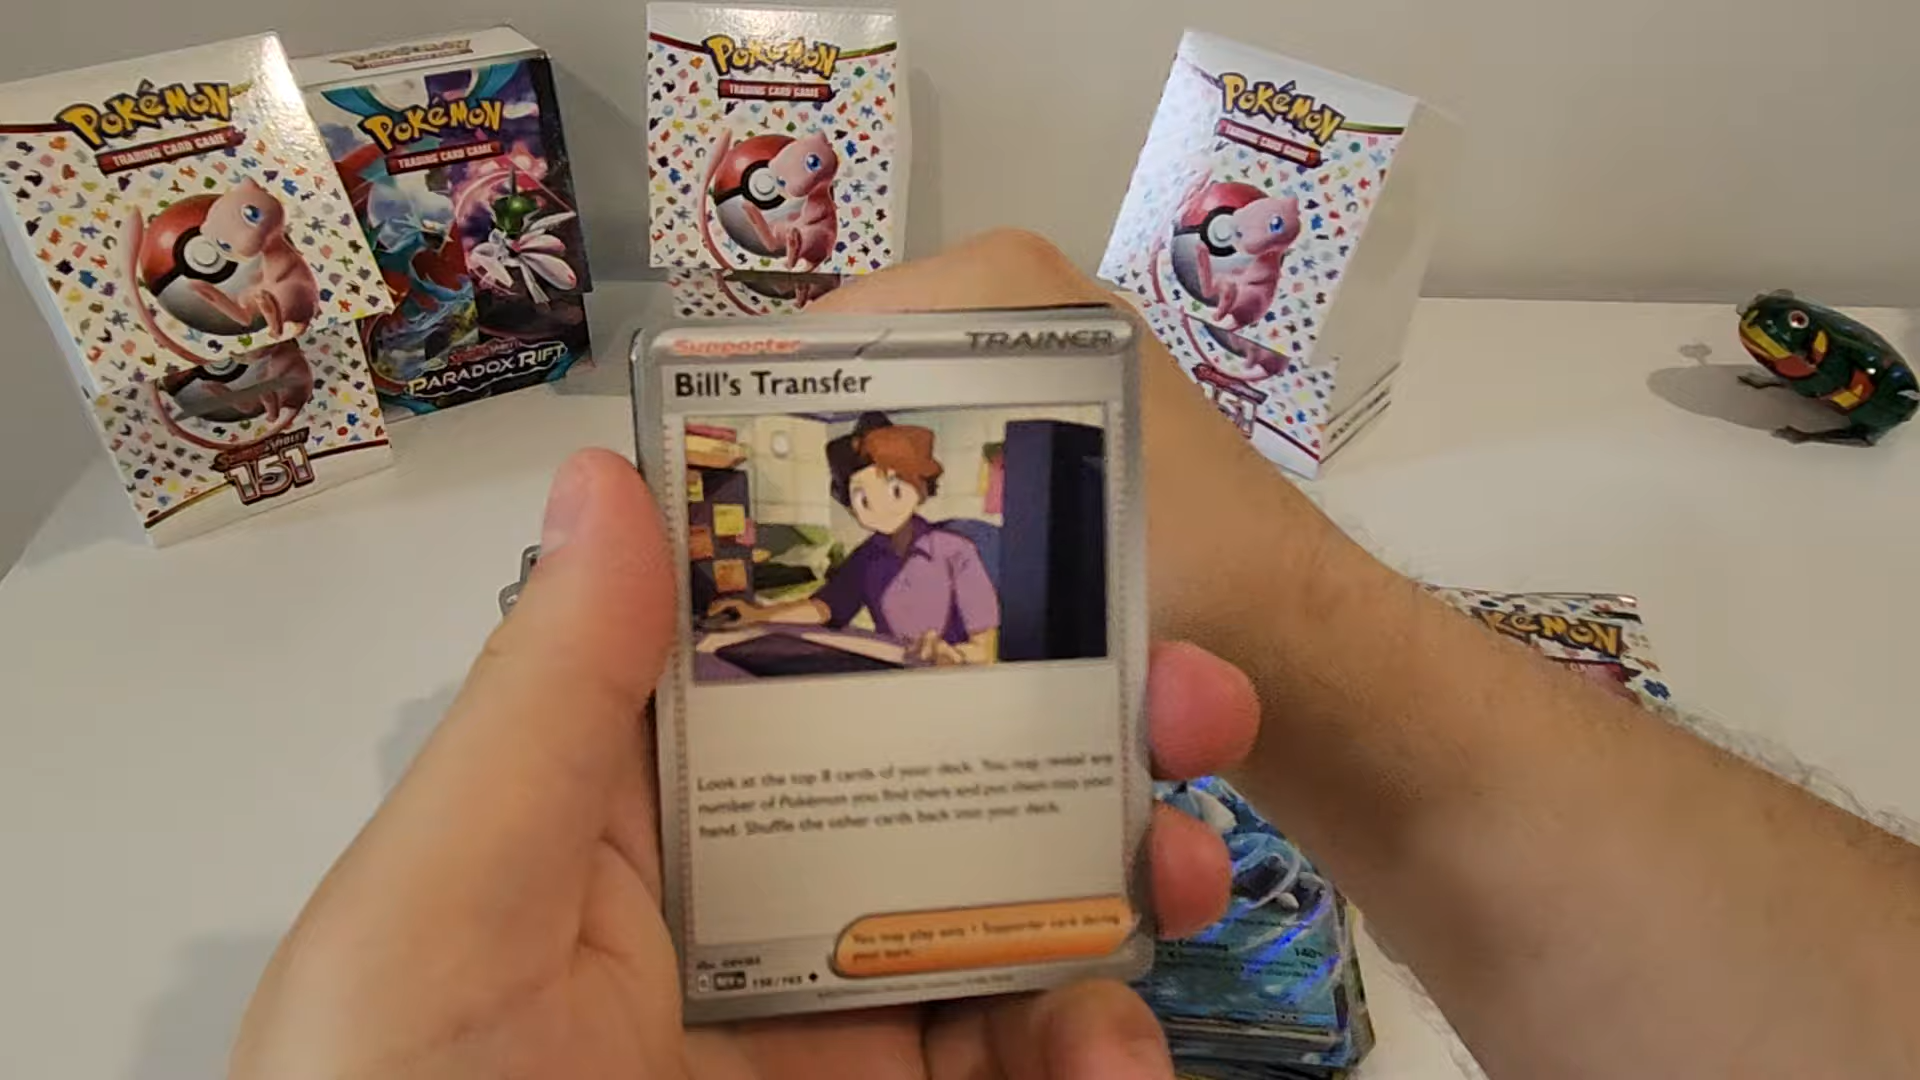 POKéMON
TRADING CARD GAME
151
POKéMON
TRADING CARD GAME
PARADOX RIFT
POKéMON
TRADING CARD GAME
POKéMON
TRADING CARD GAME
151
Supporter
TRAINER
Bill's Transfer
Look at the top 8 cards of your deck. You may reveal any
number of Pokémon you find there and put them into your
hand. Shuffle the other cards back into your deck.
You may play only 1 Supporter card during
your turn.
156/165
POKéMON
140